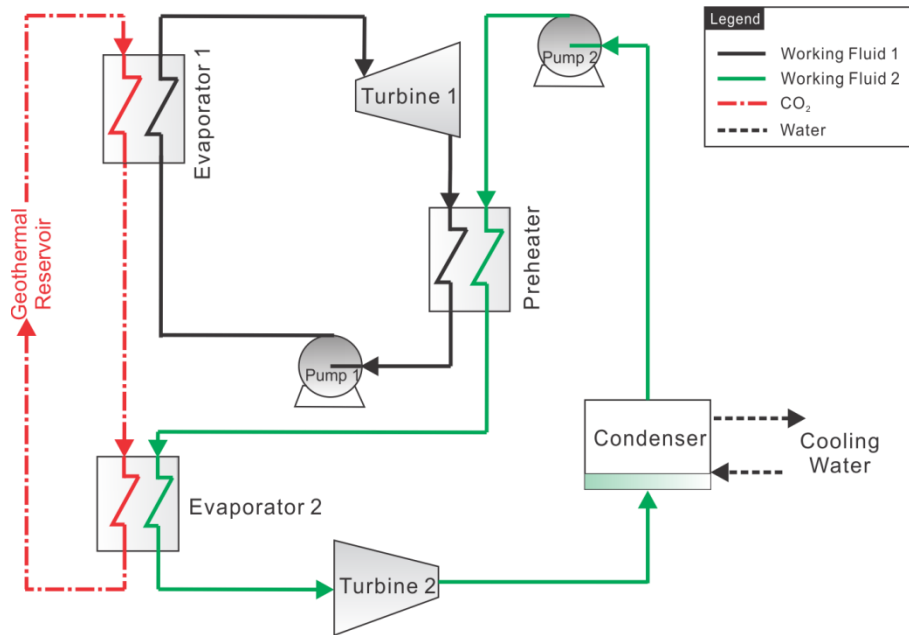 Legend
Working Fluid 1
Working Fluid 2
CO₂
Water
Pump 2
Turbine 1
Evaporator 1
Geothermal
Reservoir
Preheater
Pump 1
Condenser
Cooling
Water
Evaporator 2
Turbine 2